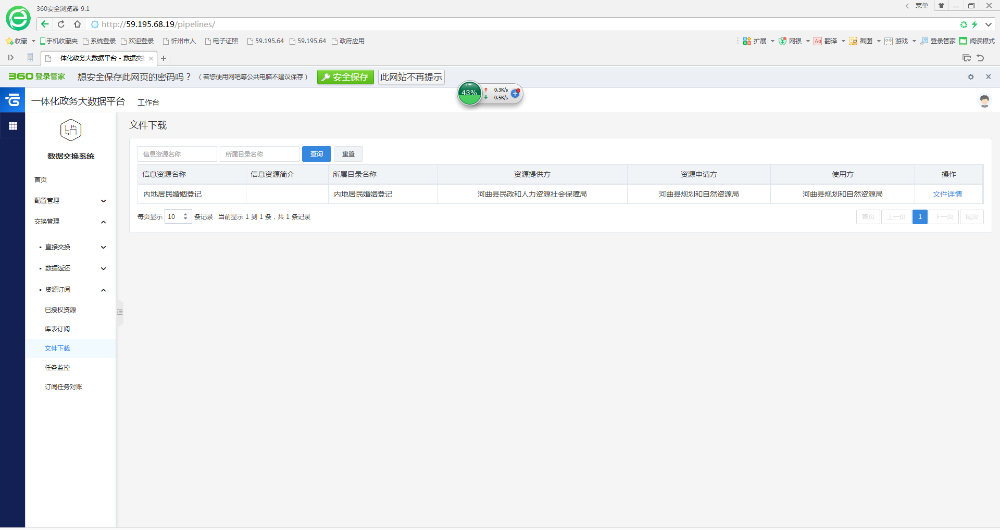 360安全浏览器 9.1
菜单
http://59.195.68.19/pipelines/
收藏 手机收藏夹 系统登录 欢迎登录 忻州市人 电子证照 59.195.64 59.195.64 政府应用 扩展 网银 Aa 翻译 截图 游戏 登录管家 阅读模式
一体化政务大数据平台 - 数据交
360登录管家 想安全保存此网页的密码吗？（若您使用网吧等公共电脑不建议保存） 安全保存 此网站不再提示
43% 0.3K/s
0.5K/s
一体化政务大数据平台 工作台
数据交换系统
首页
配置管理
交换管理
• 直接交换
• 数据返还
• 资源订阅
已授权资源
库表订阅
文件下载
任务监控
订阅任务对账
文件下载
信息资源名称 所属目录名称 查询 重置
信息资源名称 信息资源简介 所属目录名称 资源提供方 资源申请方 使用方 操作
内地居民婚姻登记 内地居民婚姻登记 河曲县民政和人力资源社会保障局 河曲县规划和自然资源局 河曲县规划和自然资源局 文件详情
每页显示 10 条记录 当前显示 1 到 1 条，共 1 条记录 首页 上一页 1 下一页 尾页